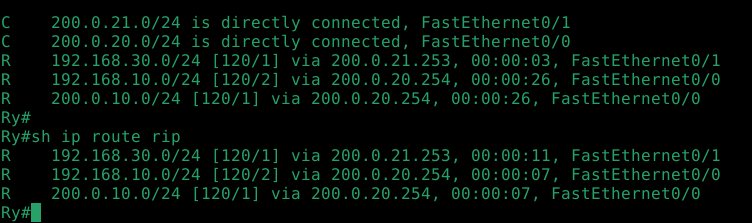 C    200.0.21.0/24 is directly connected, FastEthernet0/1
C    200.0.20.0/24 is directly connected, FastEthernet0/0
R    192.168.30.0/24 [120/1] via 200.0.21.253, 00:00:03, FastEthernet0/1
R    192.168.10.0/24 [120/2] via 200.0.20.254, 00:00:26, FastEthernet0/0
R    200.0.10.0/24 [120/1] via 200.0.20.254, 00:00:26, FastEthernet0/0
Ry#
Ry#sh ip route rip
R    192.168.30.0/24 [120/1] via 200.0.21.253, 00:00:11, FastEthernet0/1
R    192.168.10.0/24 [120/2] via 200.0.20.254, 00:00:07, FastEthernet0/0
R    200.0.10.0/24 [120/1] via 200.0.20.254, 00:00:07, FastEthernet0/0
Ry#